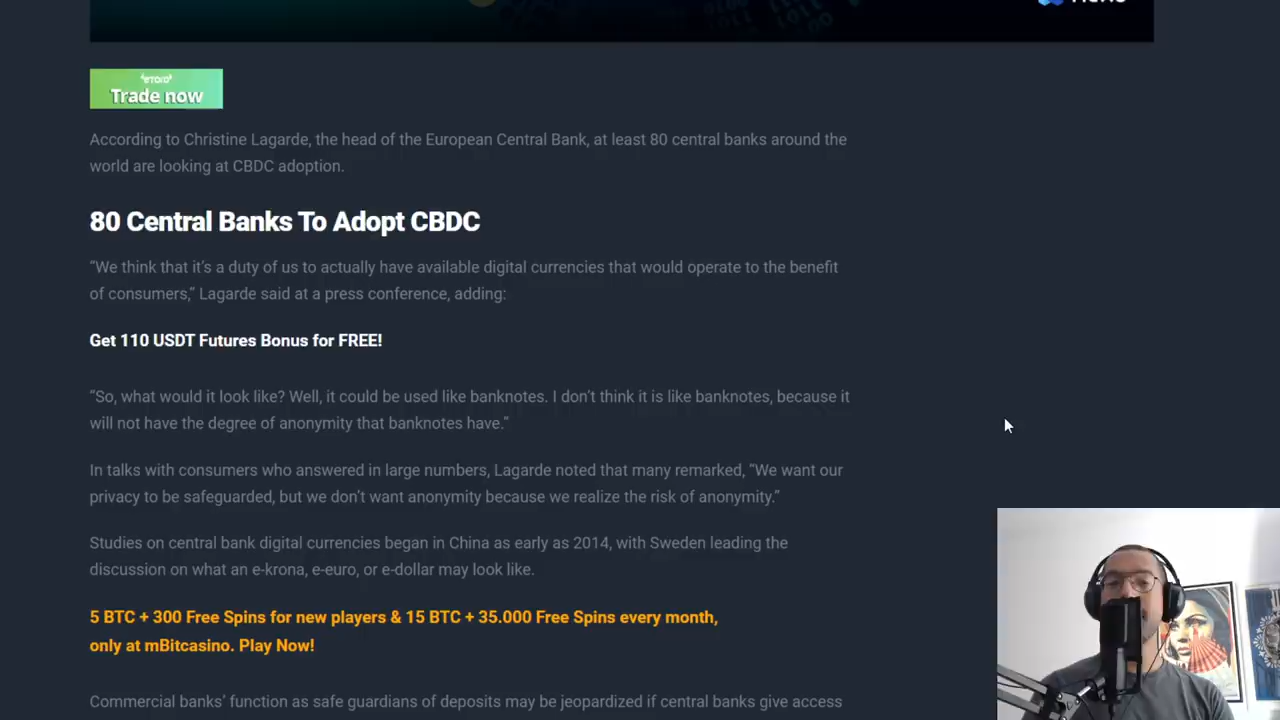 eToro
Trade now
According to Christine Lagarde, the head of the European Central Bank, at least 80 central banks around the
world are looking at CBDC adoption.
80 Central Banks To Adopt CBDC
“We think that it’s a duty of us to actually have available digital currencies that would operate to the benefit
of consumers,” Lagarde said at a press conference, adding:
Get 110 USDT Futures Bonus for FREE!
“So, what would it look like? Well, it could be used like banknotes. I don’t think it is like banknotes, because it
will not have the degree of anonymity that banknotes have.”
In talks with consumers who answered in large numbers, Lagarde noted that many remarked, “We want our
privacy to be safeguarded, but we don’t want anonymity because we realize the risk of anonymity.”
Studies on central bank digital currencies began in China as early as 2014, with Sweden leading the
discussion on what an e-krona, e-euro, or e-dollar may look like.
5 BTC + 300 Free Spins for new players & 15 BTC + 35.000 Free Spins every month,
only at mBitcasino. Play Now!
Commercial banks’ function as safe guardians of deposits may be jeopardized if central banks give access